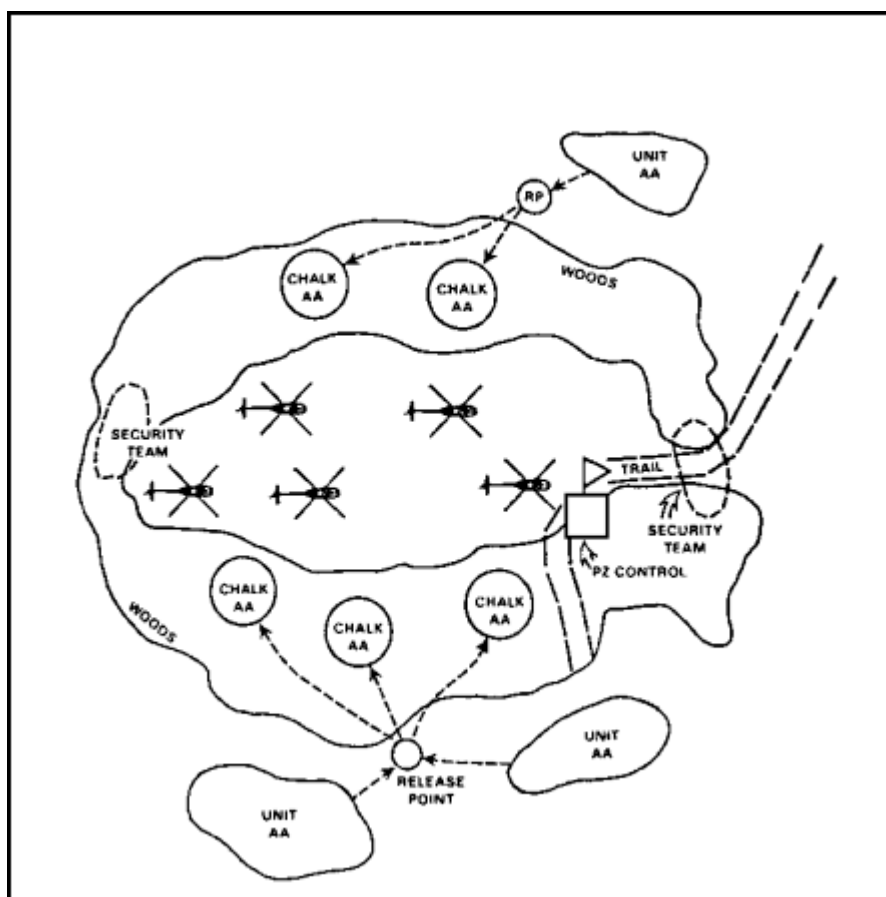 UNIT
AA
RP
CHALK
AA
CHALK
AA
WOODS
SECURITY
TEAM
TRAIL
SECURITY
TEAM
PZ CONTROL
CHALK
AA
CHALK
AA
CHALK
AA
WOODS
UNIT
AA
RELEASE
POINT
UNIT
AA